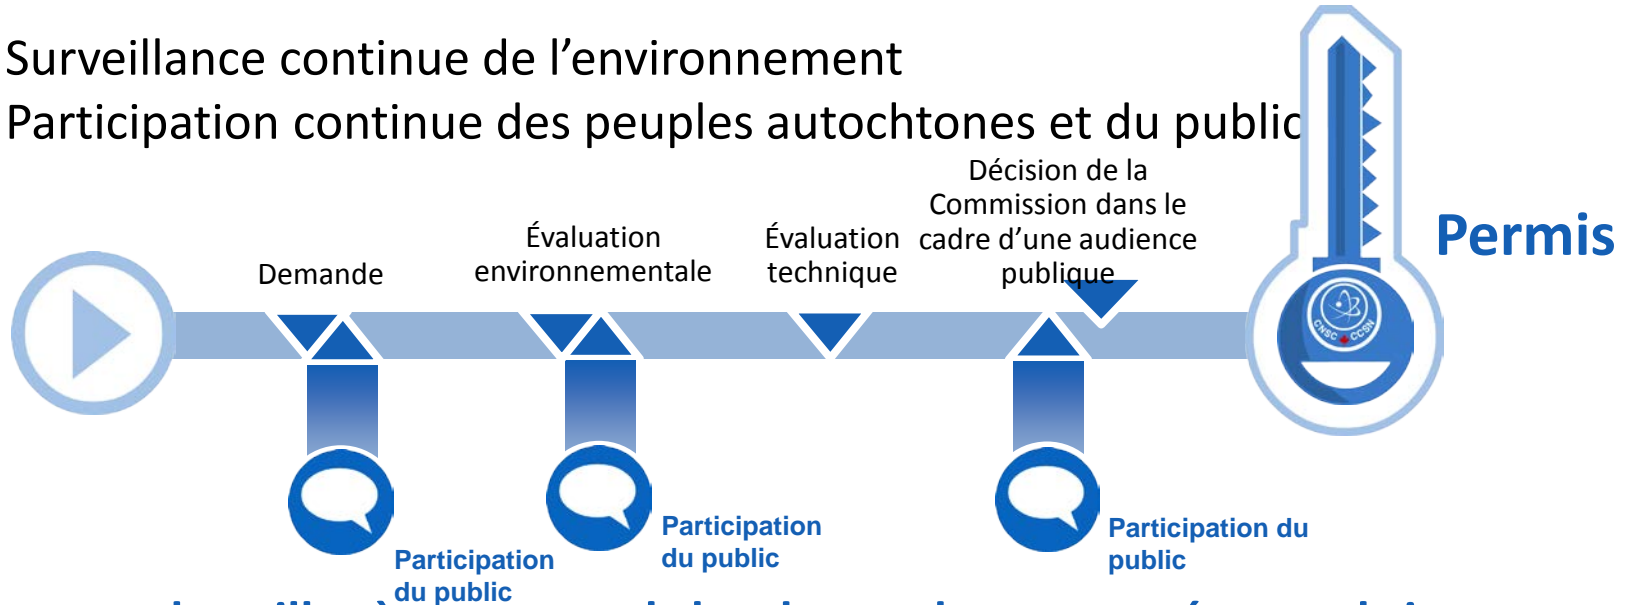 Surveillance continue de l’environnement
Participation continue des peuples autochtones et du public
Décision de la
Commission dans le
cadre d’une audience
publique
Évaluation
technique
Évaluation
environnementale
Demande
Permis
CNSC CCSN
Participation
du public
Participation
du public
Participation du
public